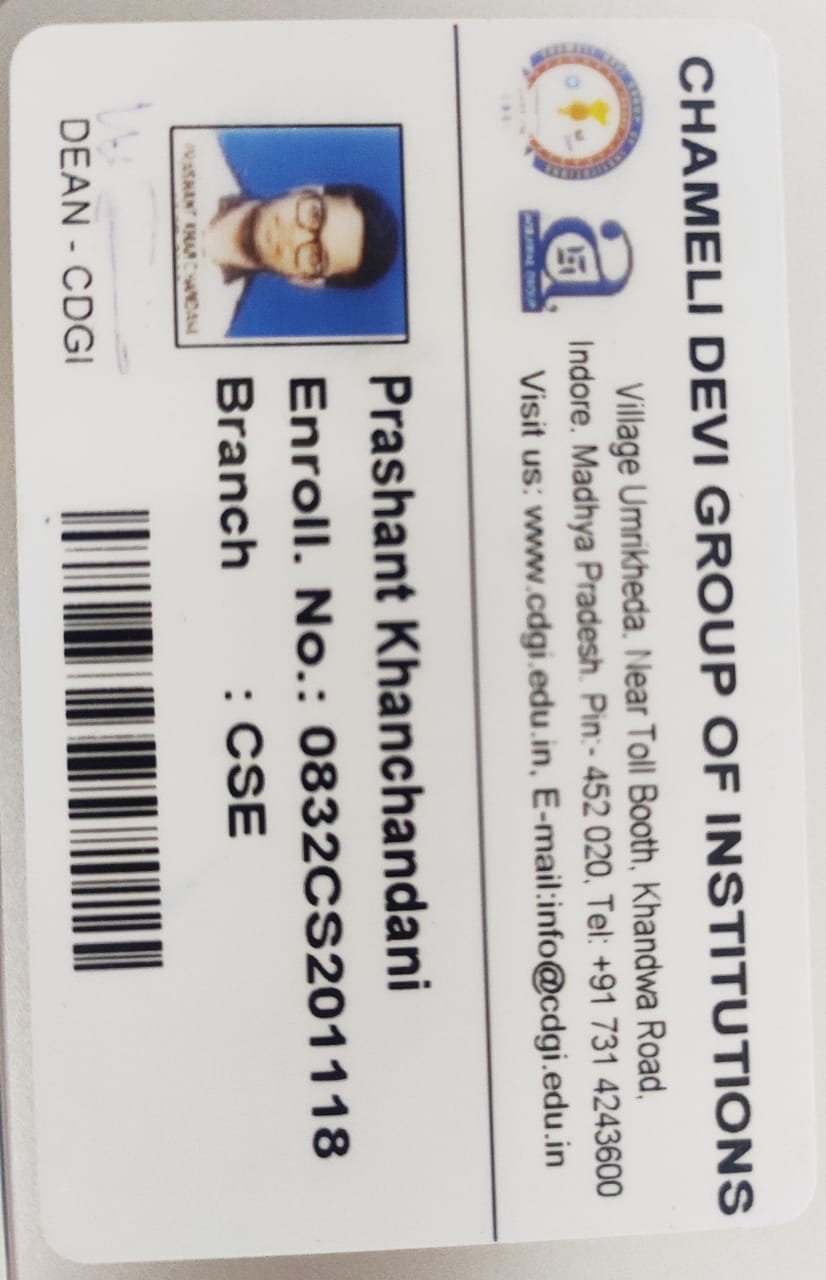 CHAMELI DEVI GROUP OF INSTITUTIONS
Village Umrikheda, Near Toll Booth, Khandwa Road,
Indore, Madhya Pradesh. Pin:- 452 020, Tel: +91 731 4243600
Visit us: www.cdgi.edu.in, E-mail:info@cdgi.edu.in
Prashant Khanchandani
Enroll. No.: 0832CS201118
Branch : CSE
PRASHANT KHANCHANDANI
DEAN - CDGI